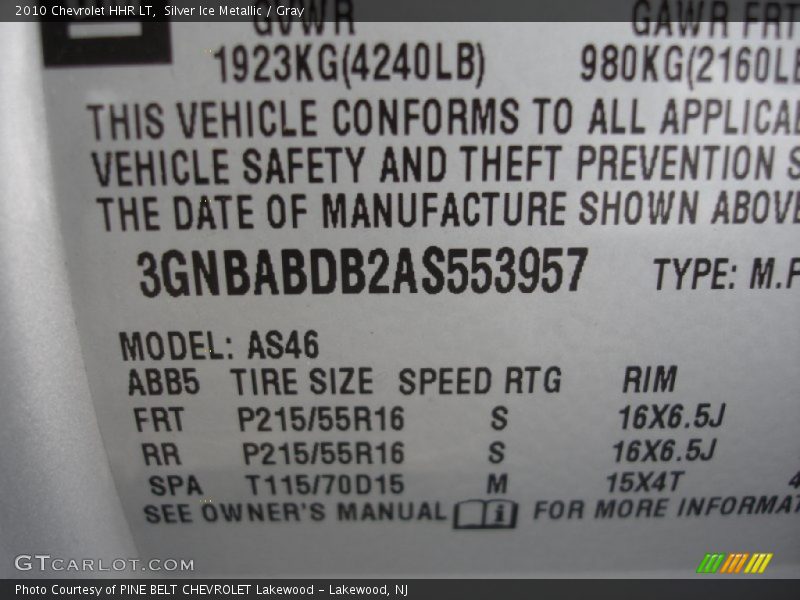 2010 Chevrolet HHR LT, Silver Ice Metallic / Gray
GVWR GAWR FRT
1923KG(4240LB) 980KG(2160LB
THIS VEHICLE CONFORMS TO ALL APPLICA
VEHICLE SAFETY AND THEFT PREVENTION S
THE DATE OF MANUFACTURE SHOWN ABOVE
3GNBABDB2AS553957 TYPE: M.P
MODEL: AS46
ABB5 TIRE SIZE SPEED RTG RIM
FRT P215/55R16 S 16X6.5J
RR P215/55R16 S 16X6.5J
SPA T115/70D15 M 15X4T 4
SEE OWNER'S MANUAL i FOR MORE INFORMAT
GTCARLOT.COM
Photo Courtesy of PINE BELT CHEVROLET Lakewood - Lakewood, NJ